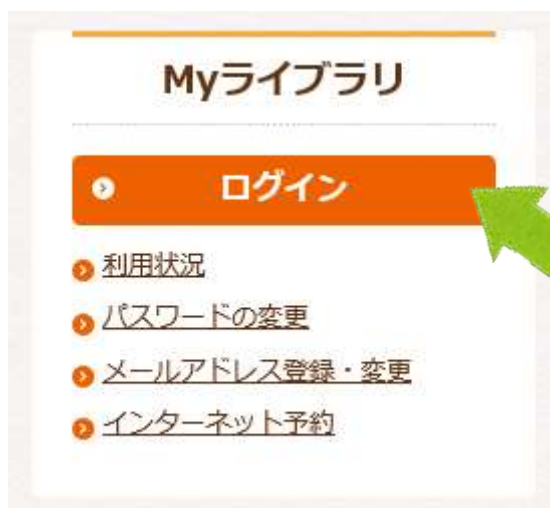 Myライブラリ
ログイン
利用状況
パスワードの変更
メールアドレス登録・変更
インターネット予約